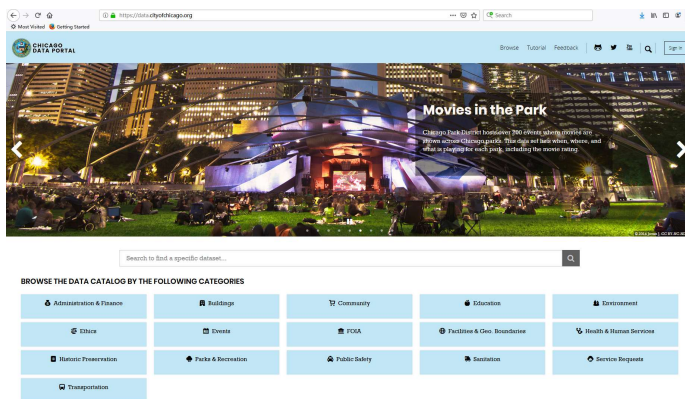 https://data.cityofchicago.org
Search
Most Visited
Getting Started
CHICAGO
DATA PORTAL
Browse
Tutorial
Feedback
Sign In
Movies in the Park
Chicago Park District hosts over 200 events where movies are
shown across Chicago parks. This data set lists when, where, and
what is playing for each park, including the movie rating.
Search to find a specific dataset...
BROWSE THE DATA CATALOG BY THE FOLLOWING CATEGORIES
Administration & Finance
Buildings
Community
Education
Environment
Ethics
Events
FOIA
Facilities & Geo. Boundaries
Health & Human Services
Historic Preservation
Parks & Recreation
Public Safety
Sanitation
Service Requests
Transportation